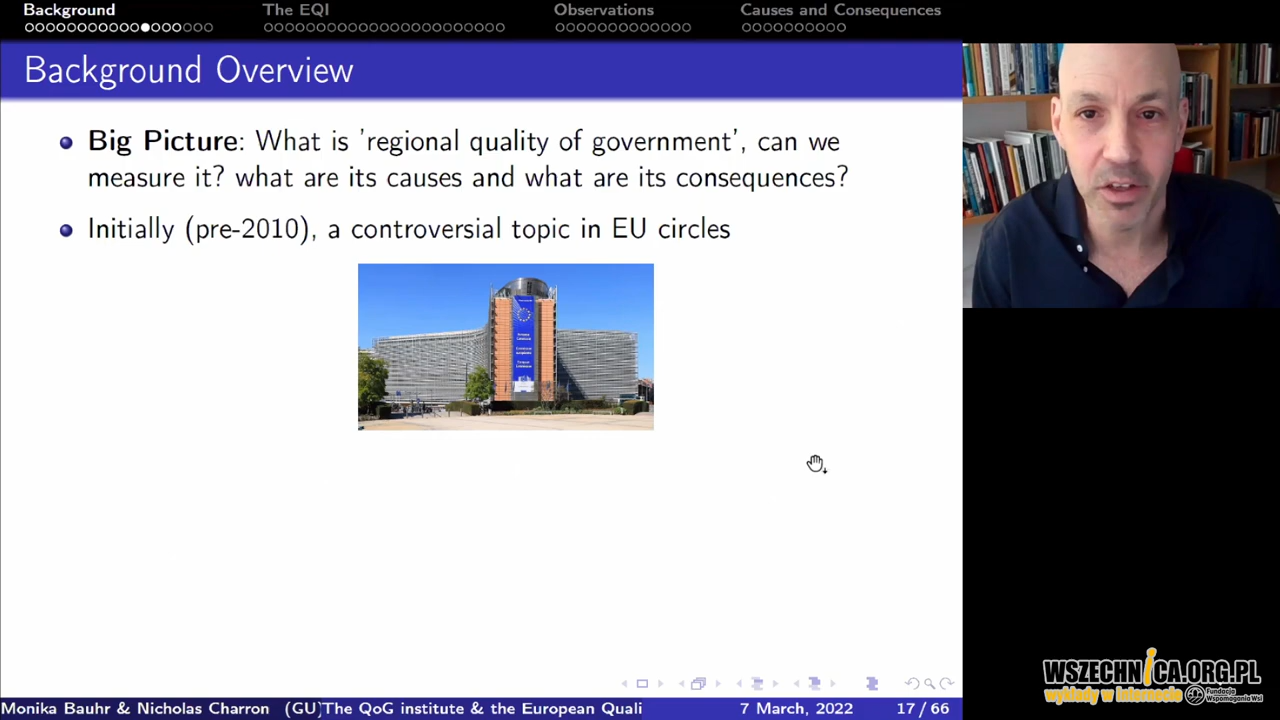 Background The EQI Observations Causes and Consequences
Background Overview
Big Picture: What is 'regional quality of government', can we
measure it? what are its causes and what are its consequences?
Initially (pre-2010), a controversial topic in EU circles
WSZECHNICA.ORG.PL
wykłady w internecie Fundacja
Wspomagania Wsi
Monika Bauhr & Nicholas Charron (GU) The QoG institute & the European Quali 7 March, 2022 17 / 66